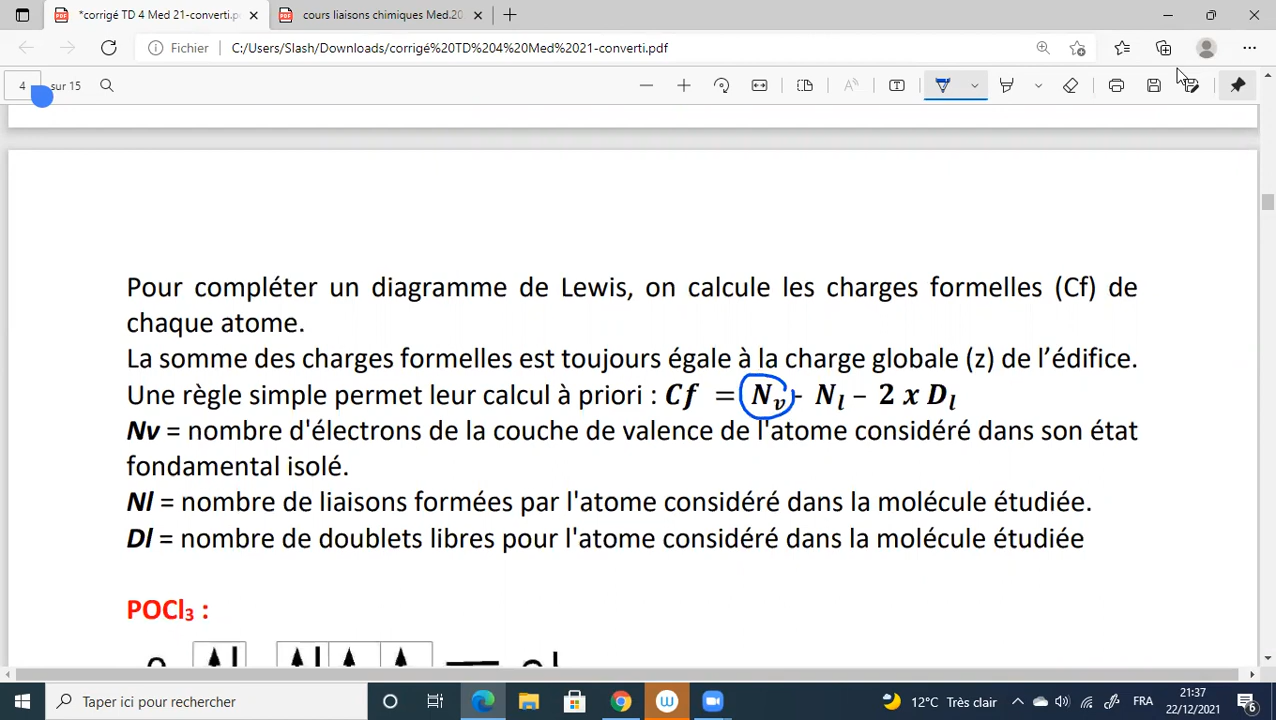 *corrigé TD 4 Med 21-converti.p
cours liaisons chimiques Med.20
Fichier
C:/Users/Slash/Downloads/corrigé%20TD%204%20Med%2021-converti.pdf
4
sur 15
Pour compléter un diagramme de Lewis, on calcule les charges formelles (Cf) de
chaque atome.
La somme des charges formelles est toujours égale à la charge globale (z) de l’édifice.
Une règle simple permet leur calcul à priori : Cf = Nv - Nl – 2 x Dl
Nv = nombre d'électrons de la couche de valence de l'atome considéré dans son état
fondamental isolé.
Nl = nombre de liaisons formées par l'atome considéré dans la molécule étudiée.
Dl = nombre de doublets libres pour l'atome considéré dans la molécule étudiée
POCl₃ :
Taper ici pour rechercher
12°C Très clair
FRA
21:37
22/12/2021
6